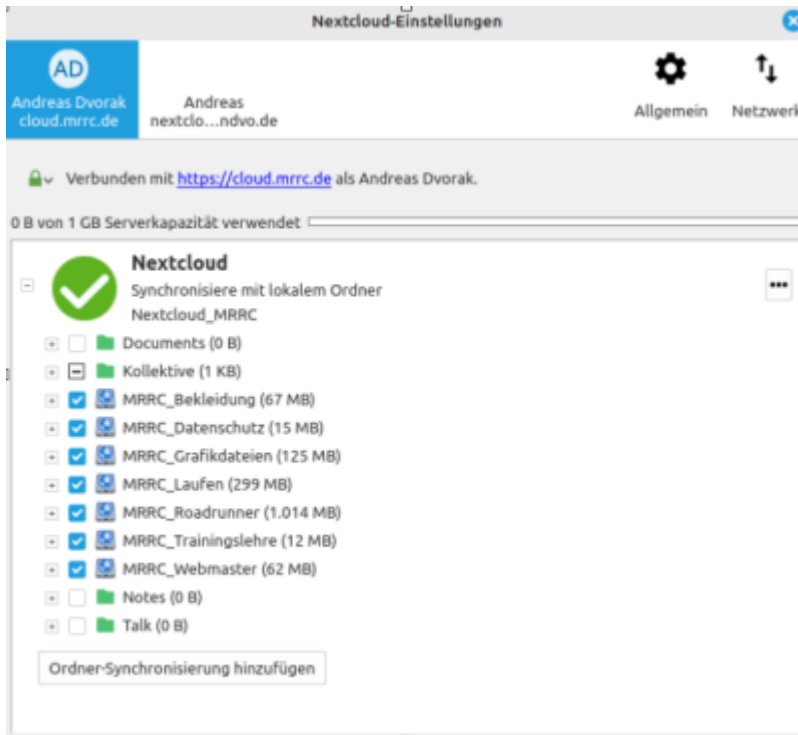 Nextcloud-Einstellungen
AD
Andreas Dvorak
cloud.mrrc.de
Andreas
nextclo...ndvo.de
Allgemein
Netzwerk
Verbunden mit https://cloud.mrrc.de als Andreas Dvorak.
0 B von 1 GB Serverkapazität verwendet
Nextcloud
Synchronisiere mit lokalem Ordner
Nextcloud_MRRC
Documents (0 B)
Kollektive (1 KB)
MRRC_Bekleidung (67 MB)
MRRC_Datenschutz (15 MB)
MRRC_Grafikdateien (125 MB)
MRRC_Laufen (299 MB)
MRRC_Roadrunner (1.014 MB)
MRRC_Trainingslehre (12 MB)
MRRC_Webmaster (62 MB)
Notes (0 B)
Talk (0 B)
Ordner-Synchronisierung hinzufügen